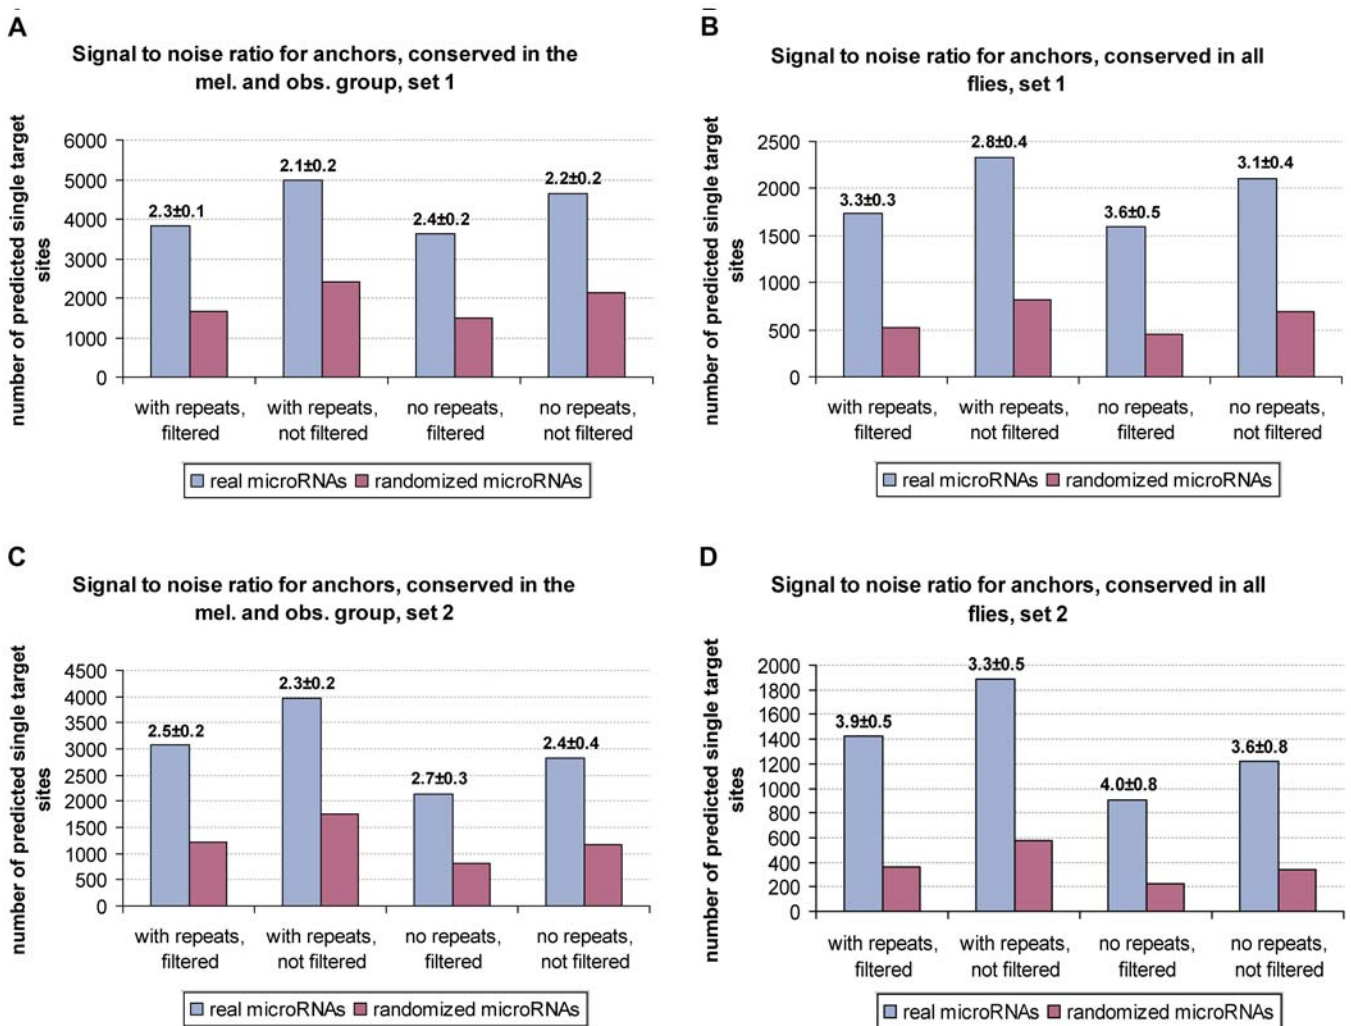 A
Signal to noise ratio for anchors, conserved in the
mel. and obs. group, set 1
number of predicted single target
sites
6000
5000
4000
3000
2000
1000
0
2.3±0.1
2.1±0.2
2.4±0.2
2.2±0.2
with repeats, with repeats, no repeats, no repeats,
filtered not filtered filtered not filtered
real microRNAs randomized microRNAs
B
Signal to noise ratio for anchors, conserved in all
flies, set 1
number of predicted single target
sites
2500
2000
1500
1000
500
0
3.3±0.3
2.8±0.4
3.6±0.5
3.1±0.4
with repeats, with repeats, no repeats, no repeats,
filtered not filtered filtered not filtered
real microRNAs randomized microRNAs
C
Signal to noise ratio for anchors, conserved in the
mel. and obs. group, set 2
number of predicted single target
sites
4500
4000
3500
3000
2500
2000
1500
1000
500
0
2.5±0.2
2.3±0.2
2.7±0.3
2.4±0.4
with repeats, with repeats, no repeats, no repeats,
filtered not filtered filtered not filtered
real microRNAs randomized microRNAs
D
Signal to noise ratio for anchors, conserved in all
flies, set 2
number of predicted single target
sites
2000
1800
1600
1400
1200
1000
800
600
400
200
0
3.9±0.5
3.3±0.5
4.0±0.8
3.6±0.8
with repeats, with repeats, no repeats, no repeats,
filtered not filtered filtered not filtered
real microRNAs randomized microRNAs